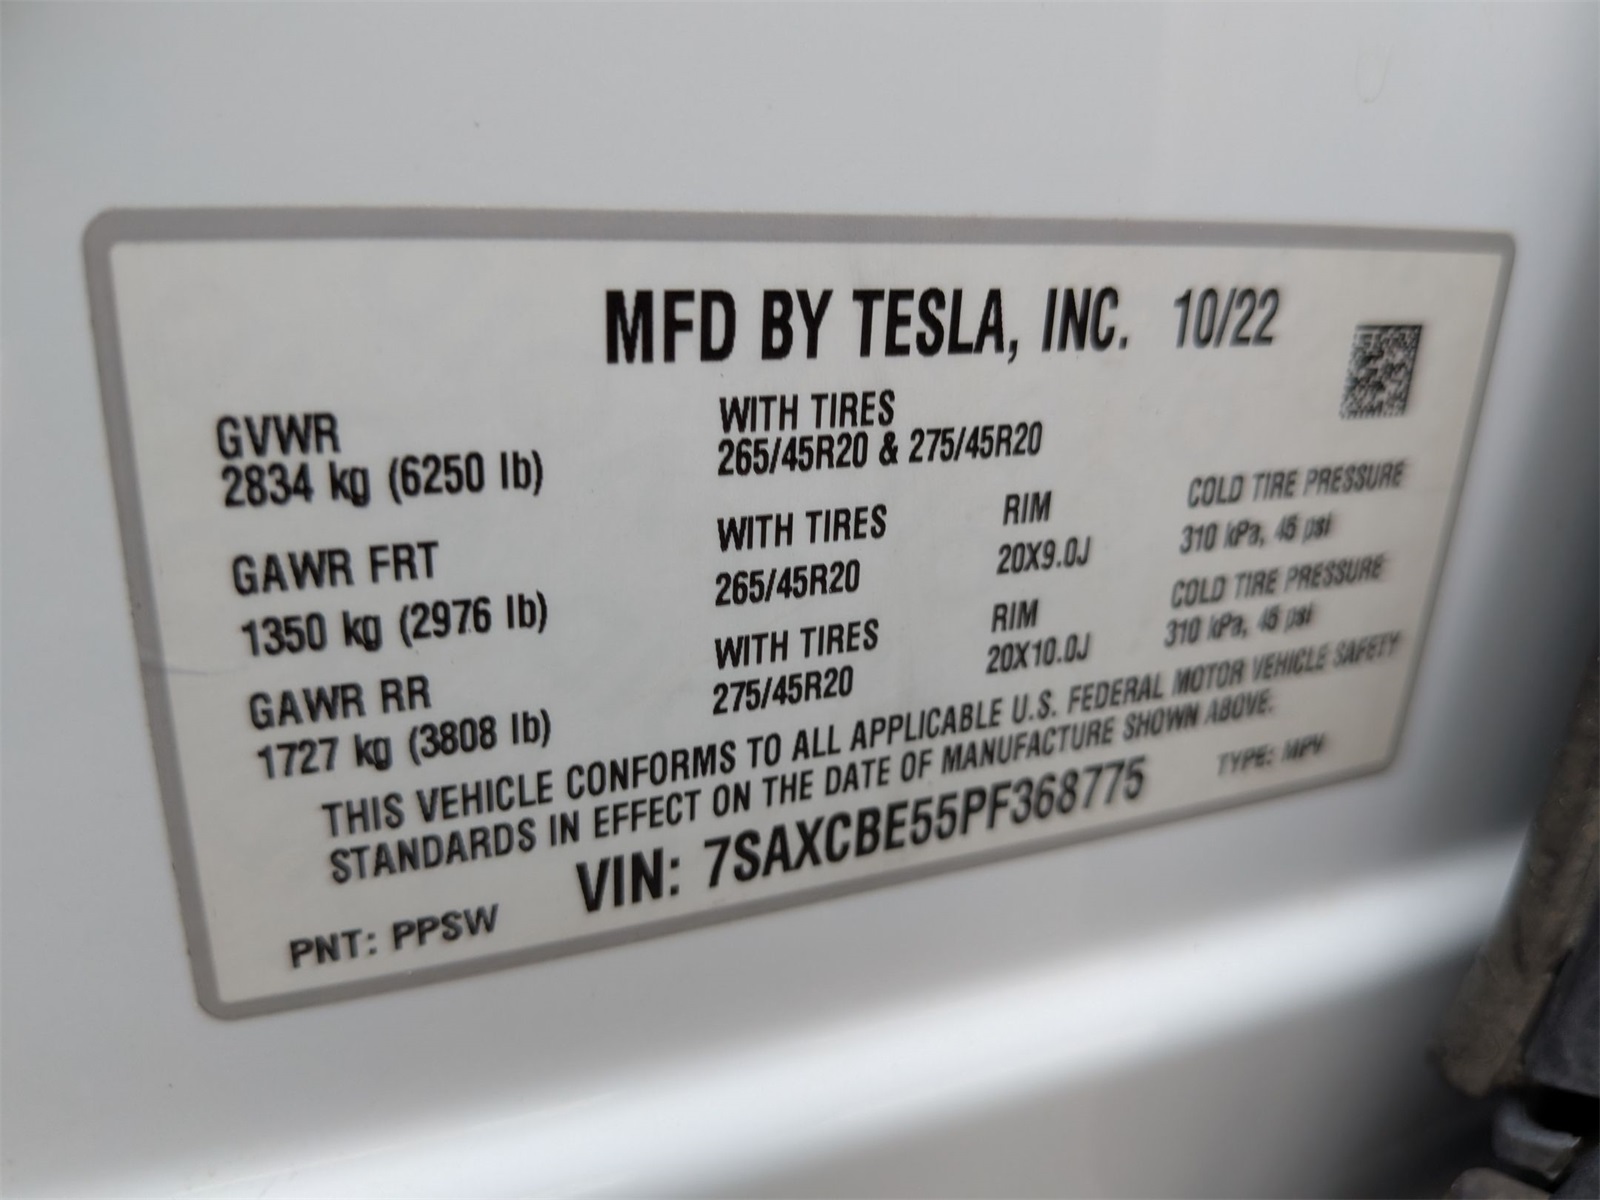 MFD BY TESLA, INC. 10/22
GVWR
2834 kg (6250 lb)
WITH TIRES
265/45R20 & 275/45R20
GAWR FRT
1350 kg (2976 lb)
WITH TIRES
265/45R20
RIM
20X9.0J
COLD TIRE PRESSURE
310 kPa, 45 psi
GAWR RR
1727 kg (3808 lb)
WITH TIRES
275/45R20
RIM
20X10.0J
COLD TIRE PRESSURE
310 kPa, 45 psi
THIS VEHICLE CONFORMS TO ALL APPLICABLE U.S. FEDERAL MOTOR VEHICLE SAFETY
STANDARDS IN EFFECT ON THE DATE OF MANUFACTURE SHOWN ABOVE.
PNT: PPSW
VIN: 7SAXCBE55PF368775
TYPE: MPV